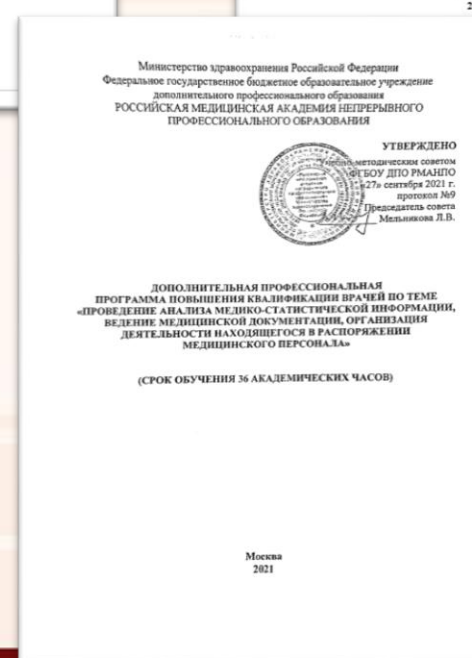 2
Министерство здравоохранения Российской Федерации
Федеральное государственное бюджетное образовательное учреждение
дополнительного профессионального образования
РОССИЙСКАЯ МЕДИЦИНСКАЯ АКАДЕМИЯ НЕПРЕРЫВНОГО
ПРОФЕССИОНАЛЬНОГО ОБРАЗОВАНИЯ
УТВЕРЖДЕНО
методическим советом
ФГБОУ ДПО РМАНПО
«27» сентября 2021 г.
протокол №9
Председатель совета
Мельникова Л.В.
ДОПОЛНИТЕЛЬНАЯ ПРОФЕССИОНАЛЬНАЯ
ПРОГРАММА ПОВЫШЕНИЯ КВАЛИФИКАЦИИ ВРАЧЕЙ ПО ТЕМЕ
«ПРОВЕДЕНИЕ АНАЛИЗА МЕДИКО-СТАТИСТИЧЕСКОЙ ИНФОРМАЦИИ,
ВЕДЕНИЕ МЕДИЦИНСКОЙ ДОКУМЕНТАЦИИ, ОРГАНИЗАЦИЯ
ДЕЯТЕЛЬНОСТИ НАХОДЯЩЕГОСЯ В РАСПОРЯЖЕНИИ
МЕДИЦИНСКОГО ПЕРСОНАЛА»
(СРОК ОБУЧЕНИЯ 36 АКАДЕМИЧЕСКИХ ЧАСОВ)
Москва
2021